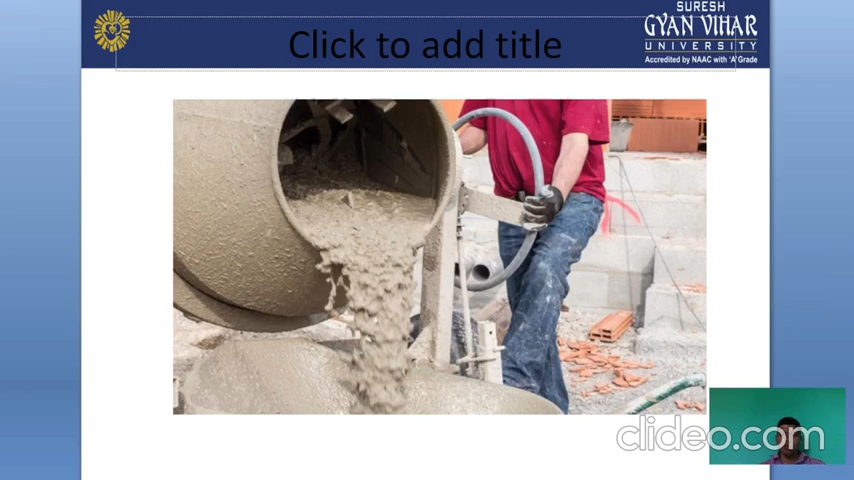 Click to add title
SURESH
GYAN VIHAR
UNIVERSITY
Accredited by NAAC with 'A' Grade
clideo.com